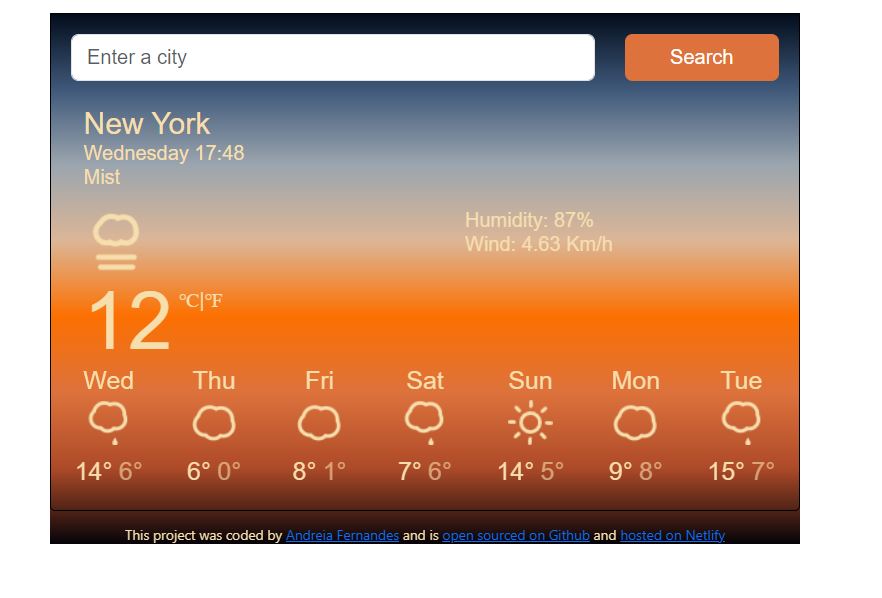 Enter a city
Search
New York
Wednesday 17:48
Mist
Humidity: 87%
Wind: 4.63 Km/h
12 °C|°F
Wed Thu Fri Sat Sun Mon Tue
14° 6° 6° 0° 8° 1° 7° 6° 14° 5° 9° 8° 15° 7°
This project was coded by Andreia Fernandes and is open sourced on Github and hosted on Netlify